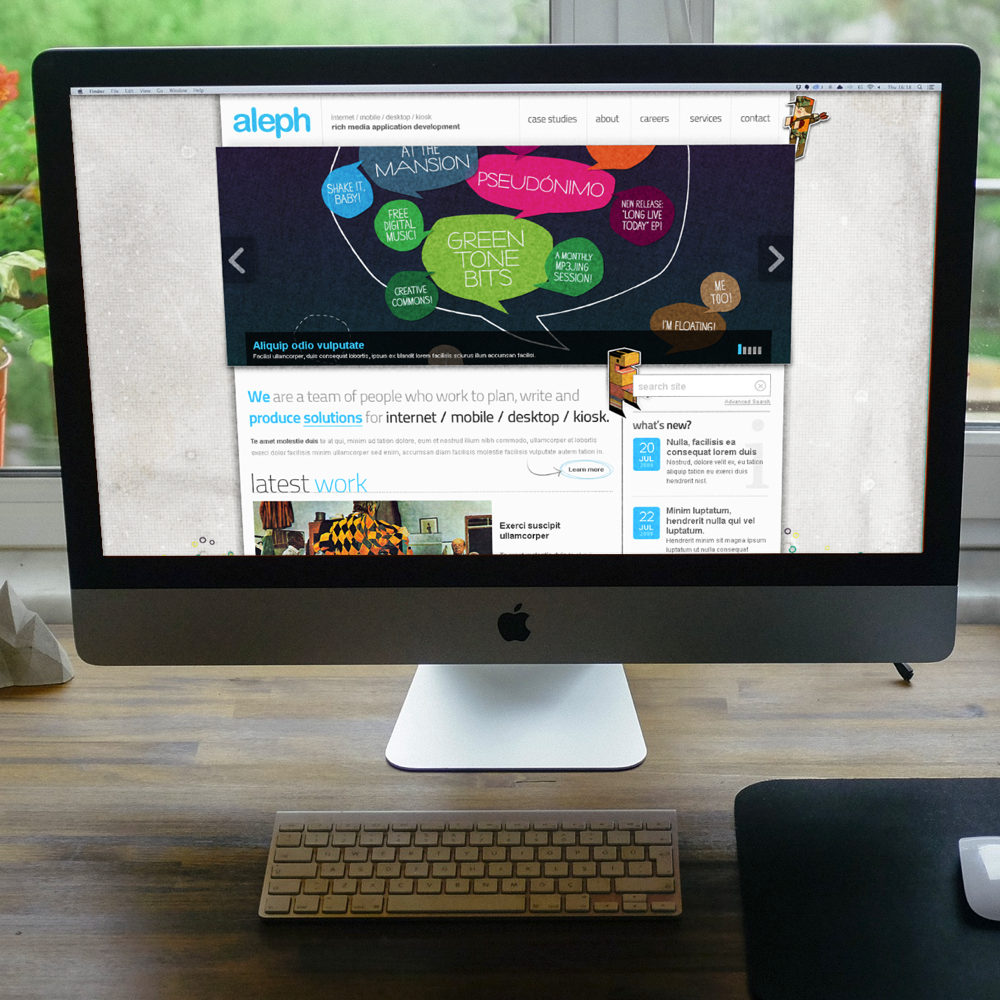 Finder File Edit View Go Window Help
Thu 16:14
aleph
internet / mobile / desktop / kiosk
rich media application development
case studies
about
careers
services
contact
AT THE
MANSION
PSEUDÓNIMO
SHAKE IT,
BABY!
FREE
DIGITAL
MUSIC!
NEW RELEASE:
"LONG LIVE
TODAY" EP!
GREEN
TONE
BITS
A MONTHLY
MP3JING
SESSION!
CREATIVE
COMMONS!
ME
TOO!
I'M FLOATING!
Aliquip odio vulputate
Facilisi ullamcorper, duis consequat lobortis, ipsum ex blandit lorem facilisis sciurus illum accumsan facilisi.
We are a team of people who work to plan, write and
produce solutions for internet / mobile / desktop / kiosk.
Te amet molestie duis te at qui, minim ad tation dolore, eum et nostrud illum nibh commodo, ullamcorper et lobortis
exerci dolor facilisis minim ullamcorper sed enim, accumsan diam facilisis molestie facilisis vulputate autem tation in.
Learn more
latest work
Exerci suscipit
ullamcorper
search site
Advanced Search
what's new?
1
20
JUL
2009
Nulla, facilisis ea
consequat lorem duis
Nostrud, dolore velit ex, eu tation
aliquip tation eu exerci duis
hendrerit nisl.
22
JUL
2009
Minim luptatum,
hendrerit nulla qui vel
luptatum.
Hendrerit minim sit magna ipsum
luptatum ut nulla consequat